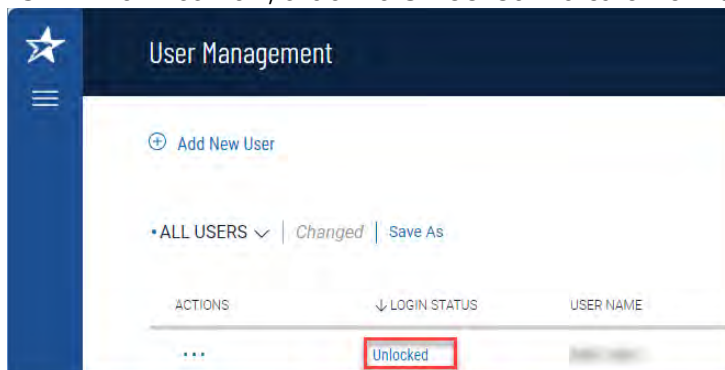 User Management
Add New User
• ALL USERS | Changed | Save As
ACTIONS ↓ LOGIN STATUS USER NAME
... Unlocked